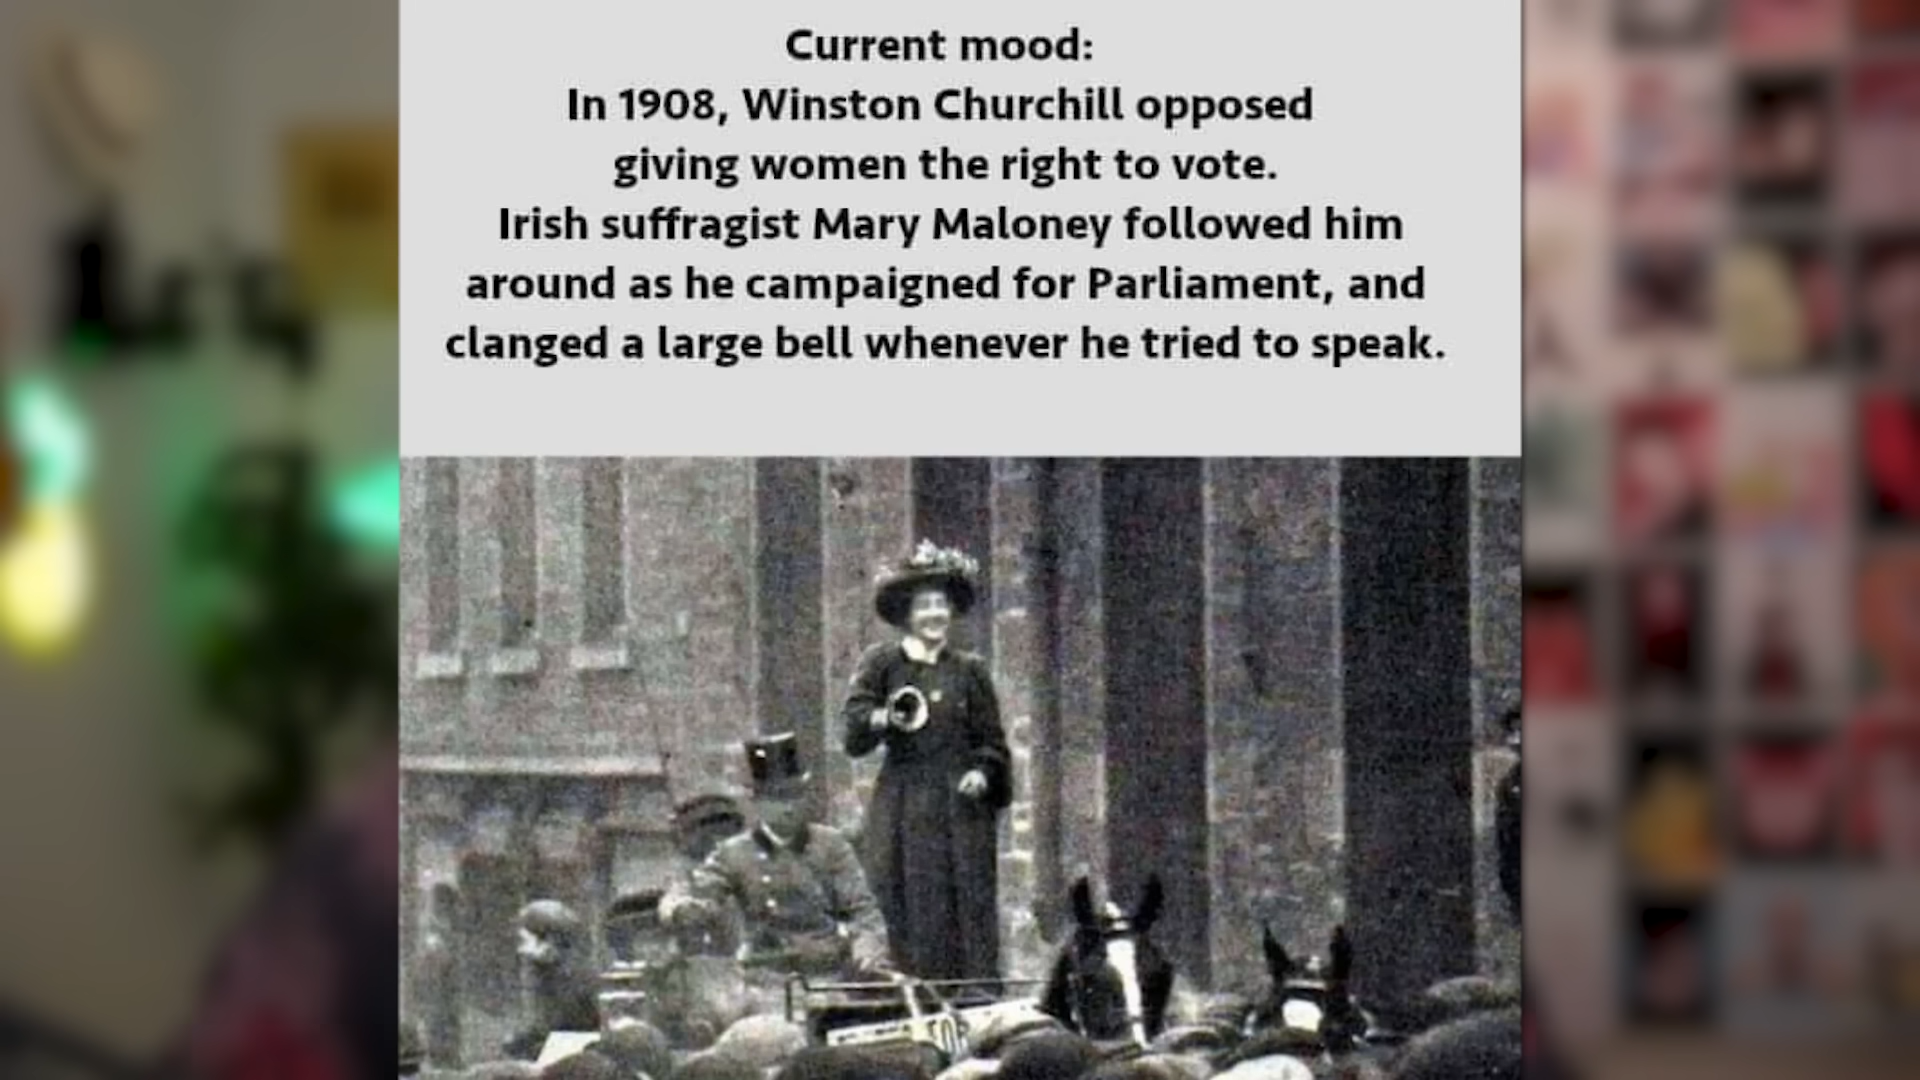 Current mood:
In 1908, Winston Churchill opposed
giving women the right to vote.
Irish suffragist Mary Maloney followed him
around as he campaigned for Parliament, and
clanged a large bell whenever he tried to speak.
FOR